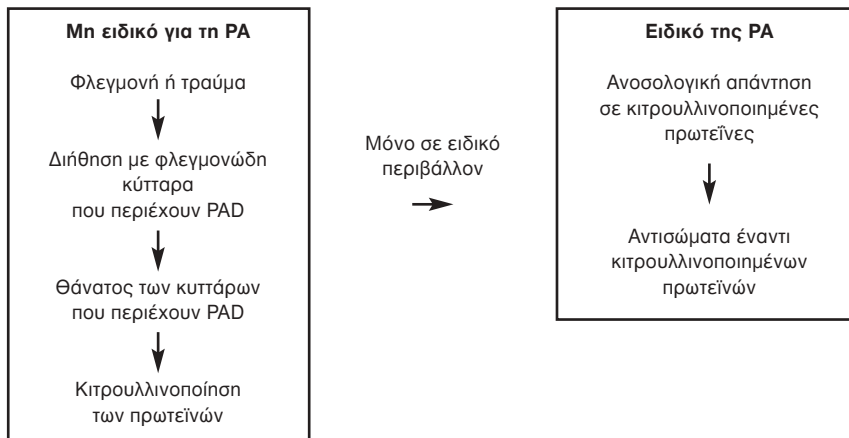 Μη ειδικό για τη ΡΑ
Φλεγμονή ή τραύμα
Διήθηση με φλεγμονώδη
κύτταρα
που περιέχουν PAD
Θάνατος των κυττάρων
που περιέχουν PAD
Κιτρουλλινοποίηση
των πρωτεϊνών
Μόνο σε ειδικό
περιβάλλον
Ειδικό της ΡΑ
Ανοσολογική απάντηση
σε κιτρουλλινοποιημένες
πρωτεΐνες
Αντισώματα έναντι
κιτρουλλινοποιημένων
πρωτεϊνών